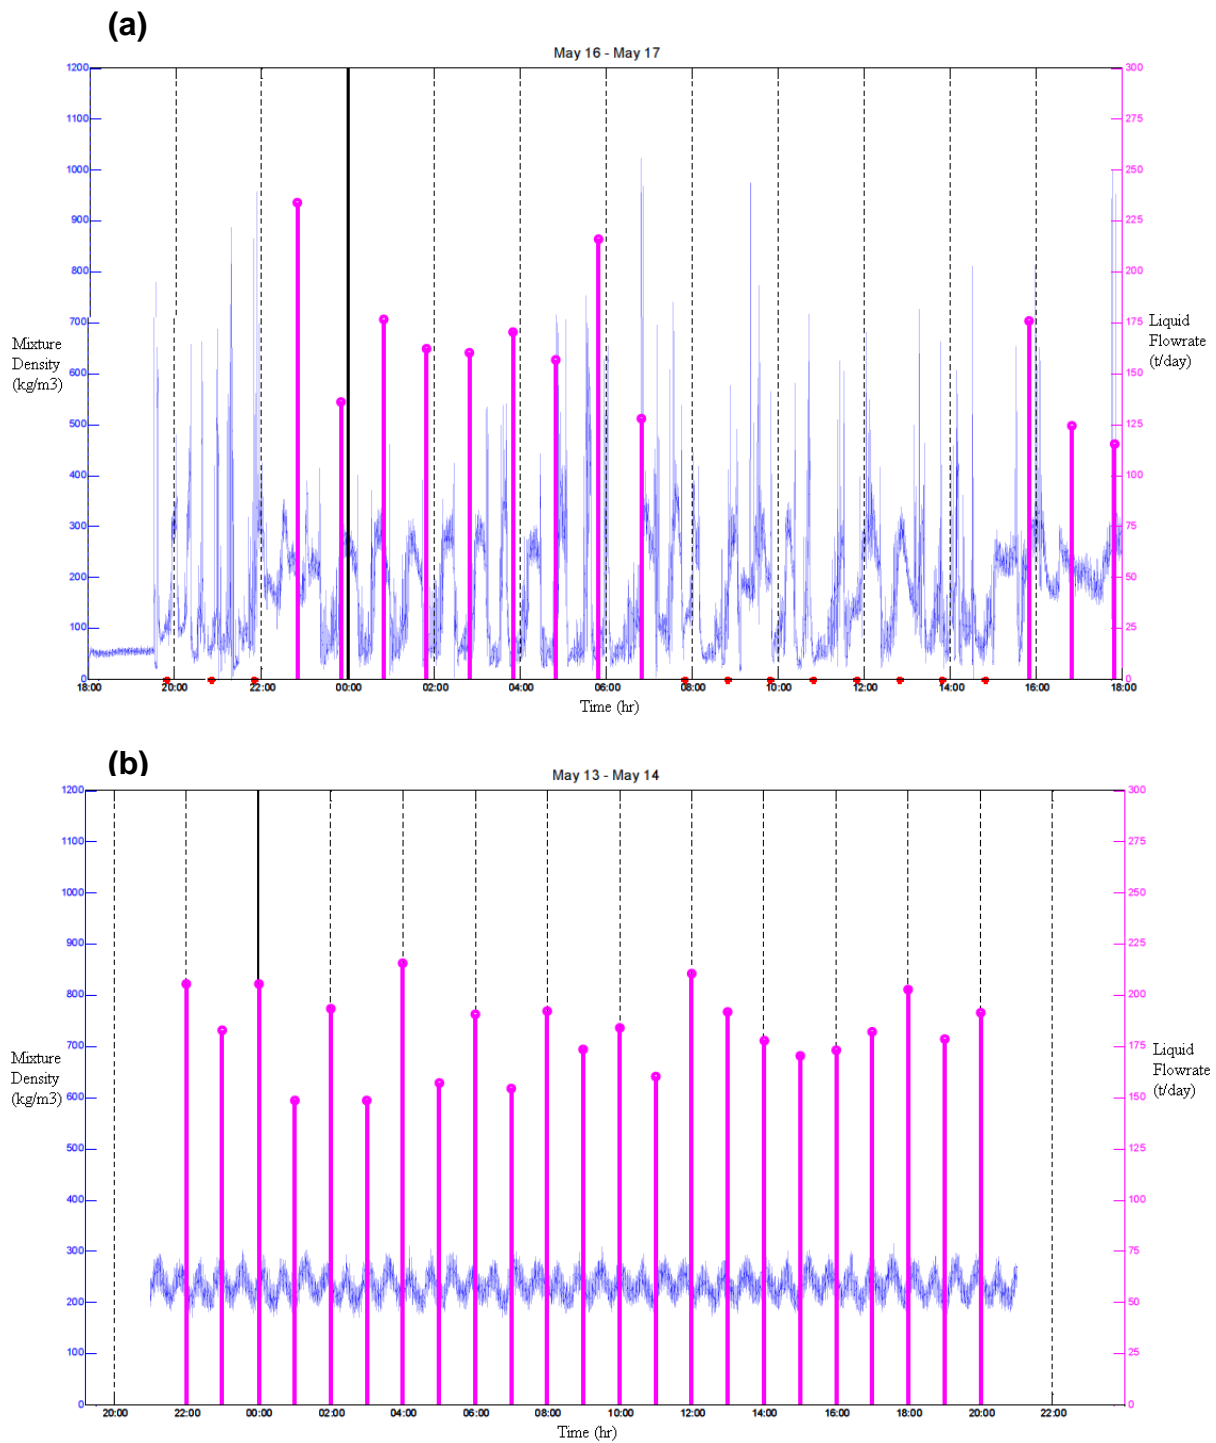 (a)
May 16 - May 17
1200
1100
1000
900
800
700
600
500
400
300
200
100
0
Mixture
Density
(kg/m3)
300
275
250
225
200
175
150
125
100
75
50
25
0
Liquid
Flowrate
(t/day)
18:00 20:00 22:00 00:00 02:00 04:00 06:00 08:00 10:00 12:00 14:00 16:00 18:00
Time (hr)
(b)
May 13 - May 14
1200
1100
1000
900
800
700
600
500
400
300
200
100
0
Mixture
Density
(kg/m3)
300
275
250
225
200
175
150
125
100
75
50
25
0
Liquid
Flowrate
(t/day)
20:00 22:00 00:00 02:00 04:00 06:00 08:00 10:00 12:00 14:00 16:00 18:00 20:00 22:00
Time (hr)